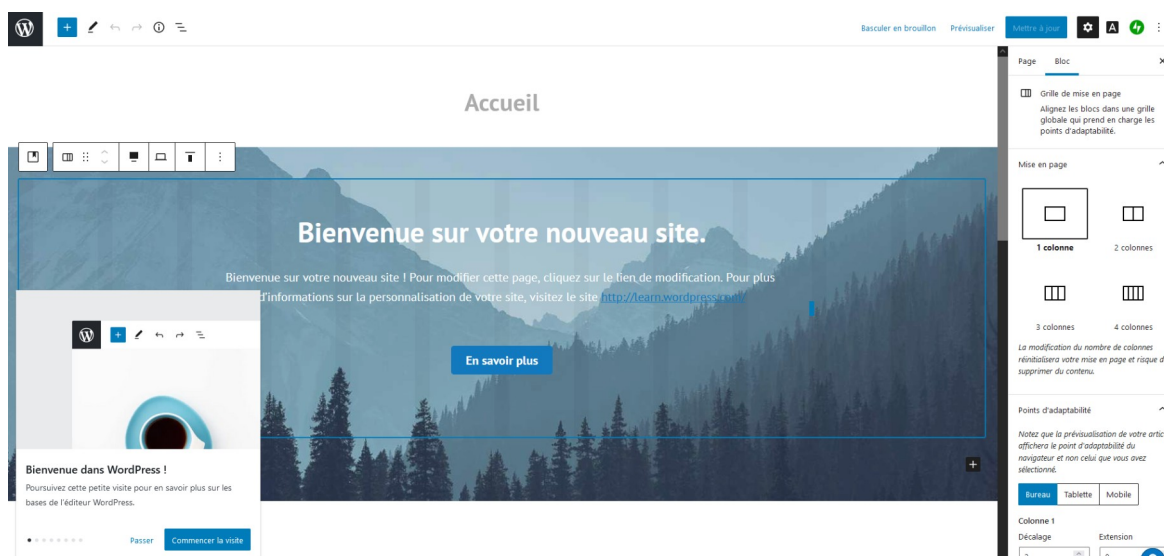 Basculer en brouillon Prévisualiser Mettre à jour
Page Bloc
Accueil
Grille de mise en page
Alignez les blocs dans une grille
globale qui prend en charge les
points d'adaptabilité.
Mise en page
1 colonne 2 colonnes
3 colonnes 4 colonnes
La modification du nombre de colonnes
réinitialisera votre mise en page et risque d
supprimer du contenu.
Points d'adaptabilité
Notez que la prévisualisation de votre artic
affichera le point d'adaptabilité du
navigateur et non celui que vous avez
sélectionné.
Bureau Tablette Mobile
Colonne 1
Décalage Extension
Bienvenue sur votre nouveau site.
Bienvenue sur votre nouveau site ! Pour modifier cette page, cliquez sur le lien de modification. Pour plus
d'informations sur la personnalisation de votre site, visitez le site http://learn.wordpress.com/
En savoir plus
Bienvenue dans WordPress !
Poursuivez cette petite visite pour en savoir plus sur les
bases de l'éditeur WordPress.
Passer Commencer la visite